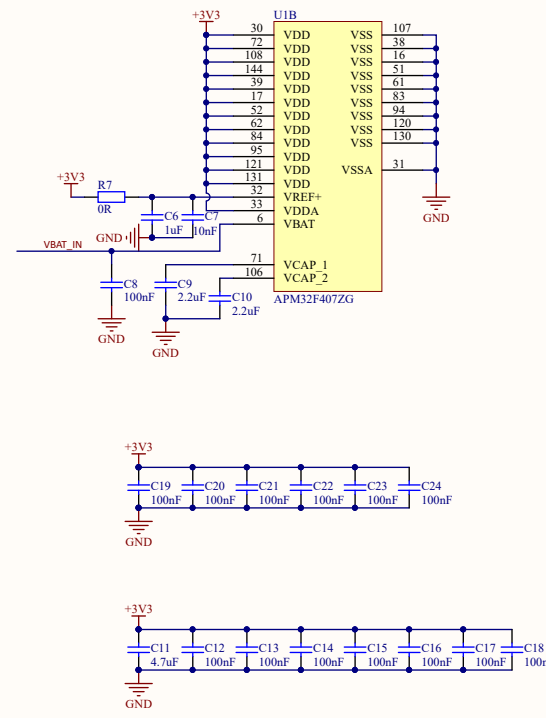 +3V3
U1B
30 VDD VSS 107
72 VDD VSS 38
108 VDD VSS 16
144 VDD VSS 51
39 VDD VSS 61
17 VDD VSS 83
52 VDD VSS 94
62 VDD VSS 120
84 VDD VSS 130
95 VDD
121 VDD VSSA 31
131 VDD
+3V3
R7
0R
32 VREF+
33 VDDA
6 VBAT
GND
C6
1uF
C7
10nF
GND
VBAT_IN
C8
100nF
GND
71 VCAP_1
106 VCAP_2
C9
2.2uF
C10
2.2uF
GND
APM32F407ZG
+3V3
C19 C20 C21 C22 C23 C24
100nF 100nF 100nF 100nF 100nF 100nF
GND
+3V3
C11 C12 C13 C14 C15 C16 C17 C18
4.7uF 100nF 100nF 100nF 100nF 100nF 100nF
GND